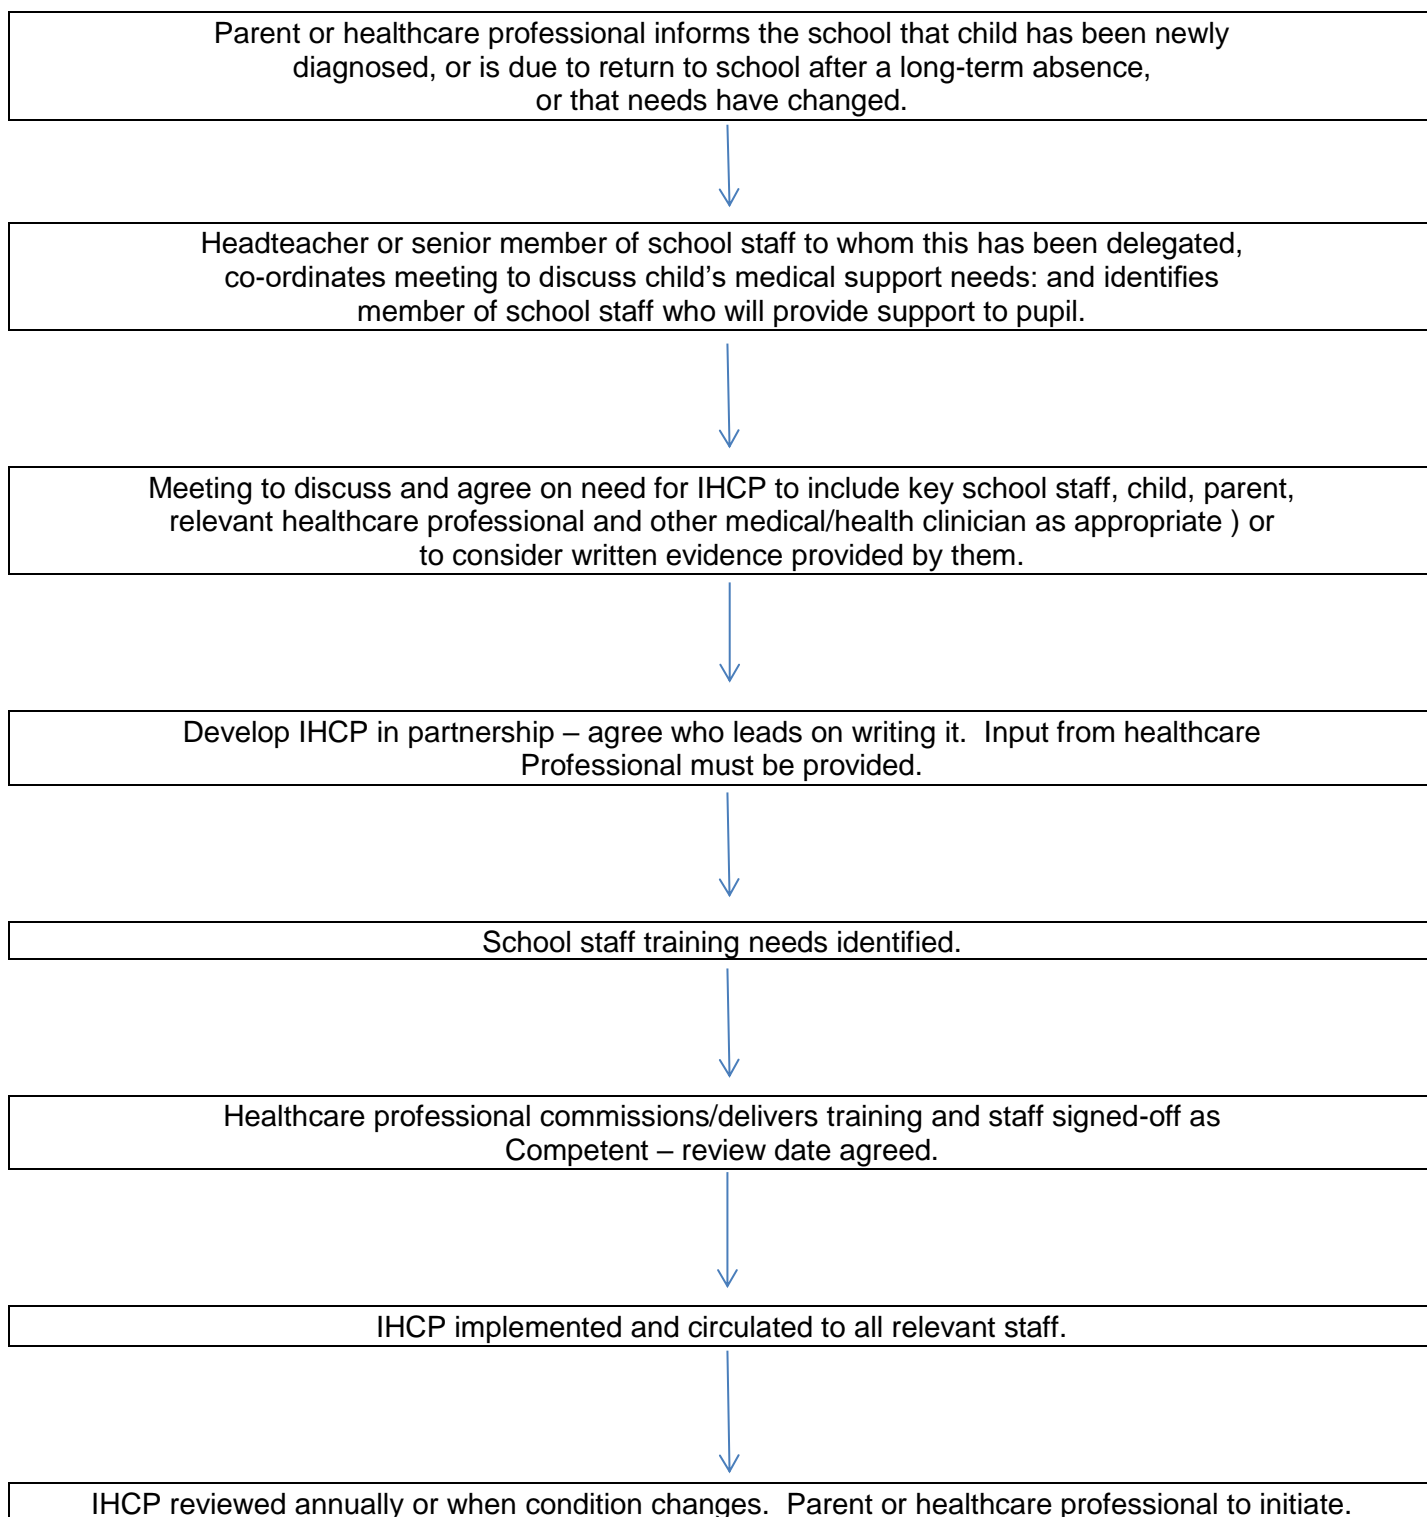 Parent or healthcare professional informs the school that child has been newly
diagnosed, or is due to return to school after a long-term absence,
or that needs have changed.
Headteacher or senior member of school staff to whom this has been delegated,
co-ordinates meeting to discuss child’s medical support needs: and identifies
member of school staff who will provide support to pupil.
Meeting to discuss and agree on need for IHCP to include key school staff, child, parent,
relevant healthcare professional and other medical/health clinician as appropriate ) or
to consider written evidence provided by them.
Develop IHCP in partnership – agree who leads on writing it.  Input from healthcare
Professional must be provided.
School staff training needs identified.
Healthcare professional commissions/delivers training and staff signed-off as
Competent – review date agreed.
IHCP implemented and circulated to all relevant staff.
IHCP reviewed annually or when condition changes.  Parent or healthcare professional to initiate.